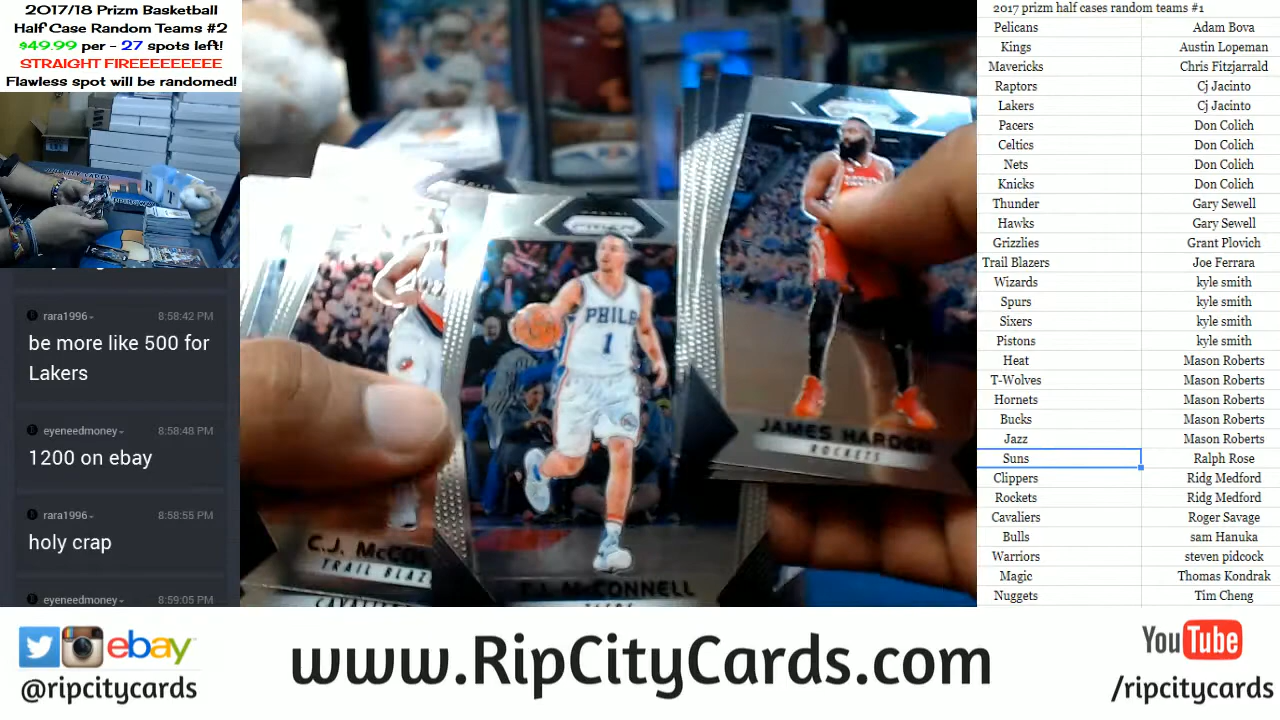 2017/18 Prizm Basketball
Half Case Random Teams #2
$49.99 per - 27 spots left!
STRAIGHT FIREEEEEEEEE
Flawless spot will be randomed!
rara1996 8:58:42 PM
be more like 500 for
Lakers
eyeneedmoney 8:58:48 PM
1200 on ebay
rara1996 8:58:55 PM
holy crap
eyeneedmoney 8:59:05 PM
PRIZM
PHILA
1
JAMES HARDEN
ROCKETS
C.J. McCO
TRAIL BLAZ
T.J. McCONNELL
CAVALIERS
2017 prizm half cases random teams #1
Pelicans Adam Bova
Kings Austin Lopeman
Mavericks Chris Fitzjarrald
Raptors Cj Jacinto
Lakers Cj Jacinto
Pacers Don Colich
Celtics Don Colich
Nets Don Colich
Knicks Don Colich
Thunder Gary Sewell
Hawks Gary Sewell
Grizzlies Grant Plovich
Trail Blazers Joe Ferrara
Wizards kyle smith
Spurs kyle smith
Sixers kyle smith
Pistons kyle smith
Heat Mason Roberts
T-Wolves Mason Roberts
Hornets Mason Roberts
Bucks Mason Roberts
Jazz Mason Roberts
Suns Ralph Rose
Clippers Ridg Medford
Rockets Ridg Medford
Cavaliers Roger Savage
Bulls sam Hanuka
Warriors steven pidcock
Magic Thomas Kondrak
Nuggets Tim Cheng
ebay
@ripcitycards
www.RipCityCards.com
YouTube
/ripcitycards